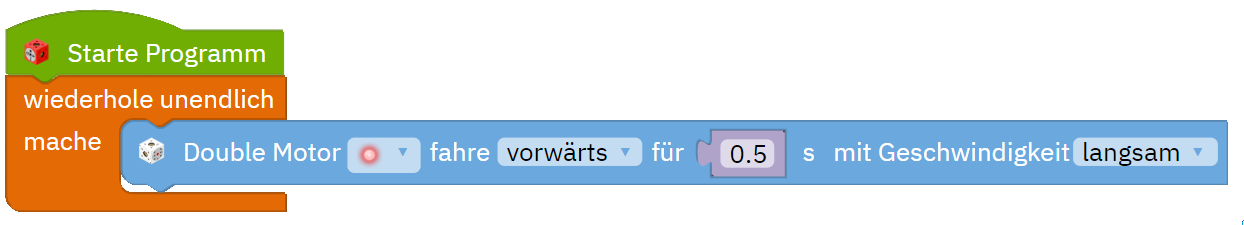 Starte Programm
wiederhole unendlich
mache
Double Motor fahre vorwärts für 0.5 s mit Geschwindigkeit langsam